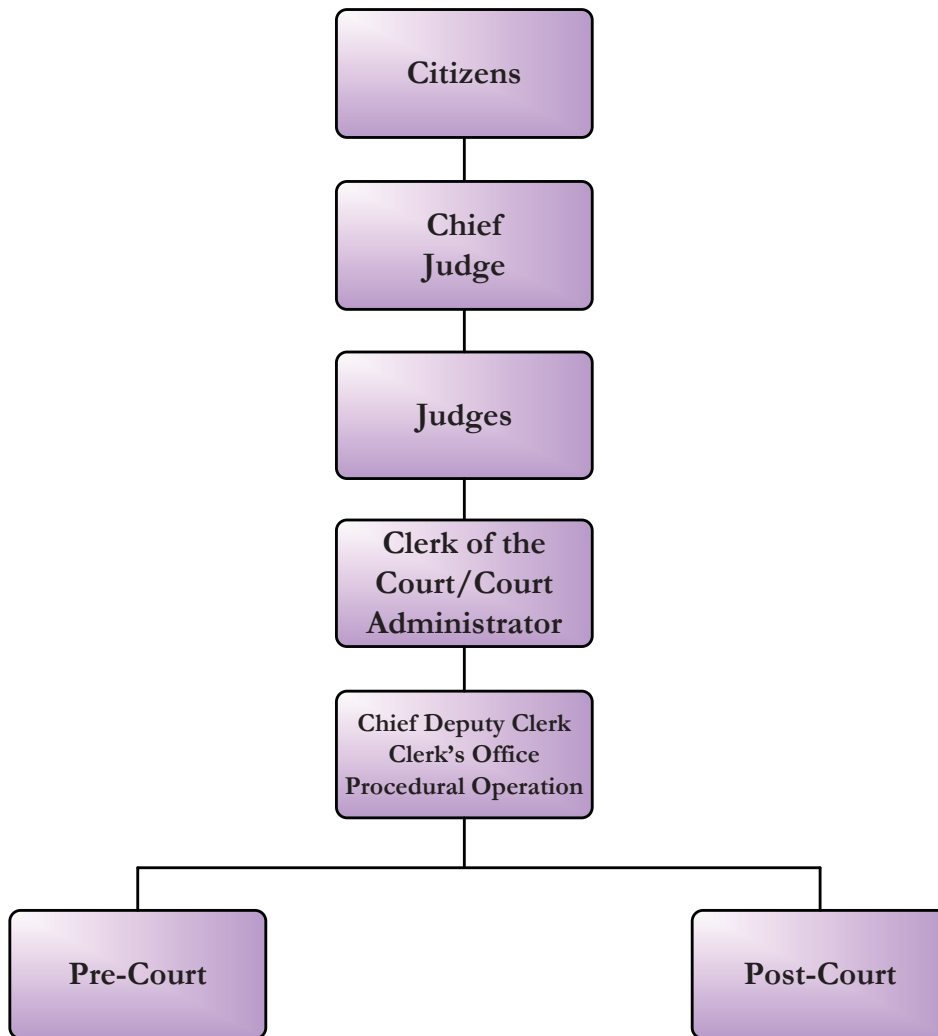 Citizens
Chief
Judge
Judges
Clerk of the
Court/Court
Administrator
Chief Deputy Clerk
Clerk’s Office
Procedural Operation
Pre-Court
Post-Court